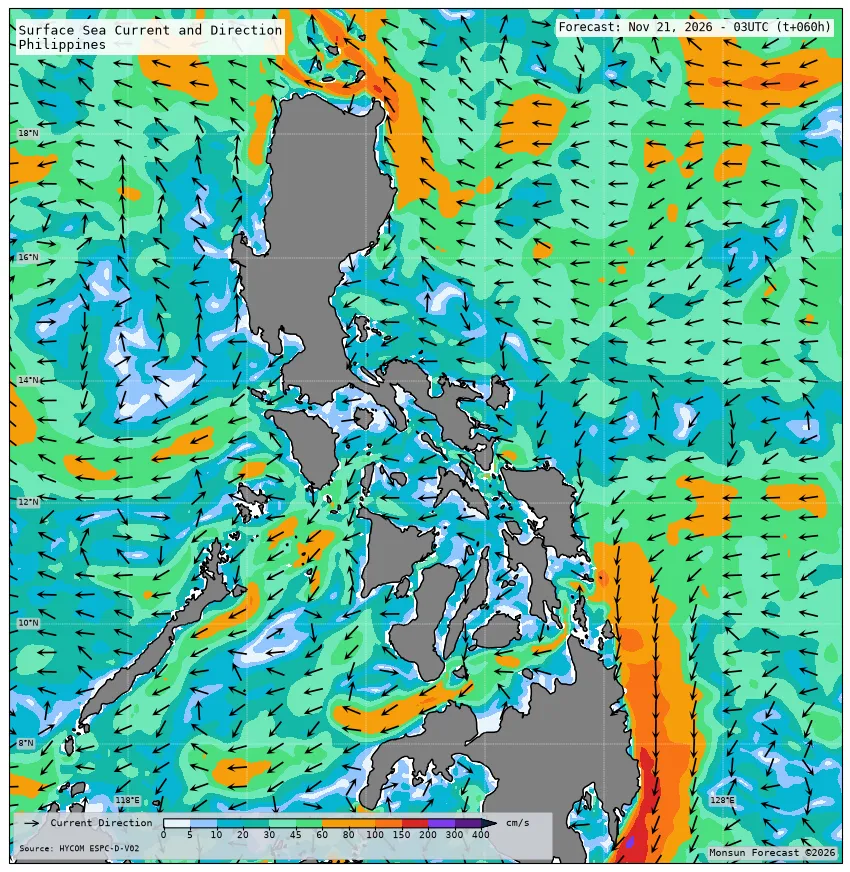 Surface Sea Current and Direction
Philippines
Forecast: Nov 21, 2026 - 03UTC (t+060h)
18°N
16°N
14°N
12°N
10°N
8°N
118°E
128°E
Current Direction
cm/s
0 5 10 20 30 45 60 80 100 150 200 300 400
Source: HYCOM ESPC-D-V02
Monsun Forecast ©2026